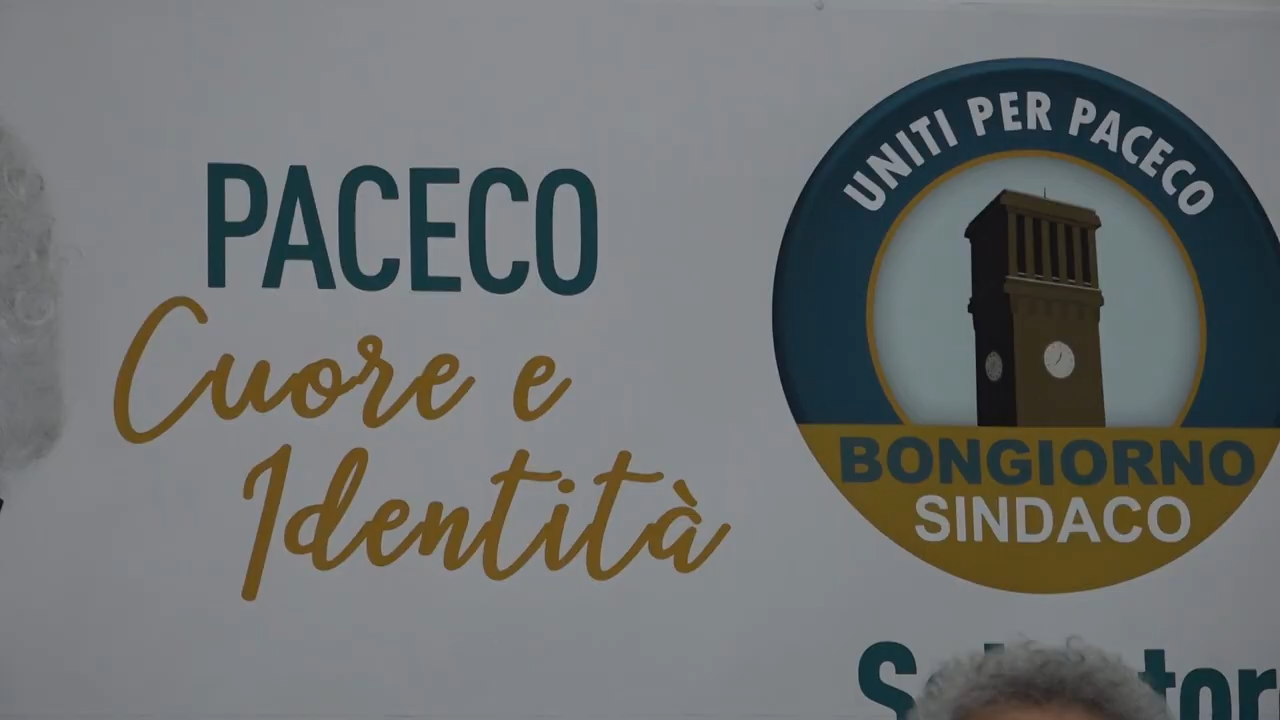 PACECO
Cuore e
Identità
UNITI PER PACECO
BONGIORNO
SINDACO